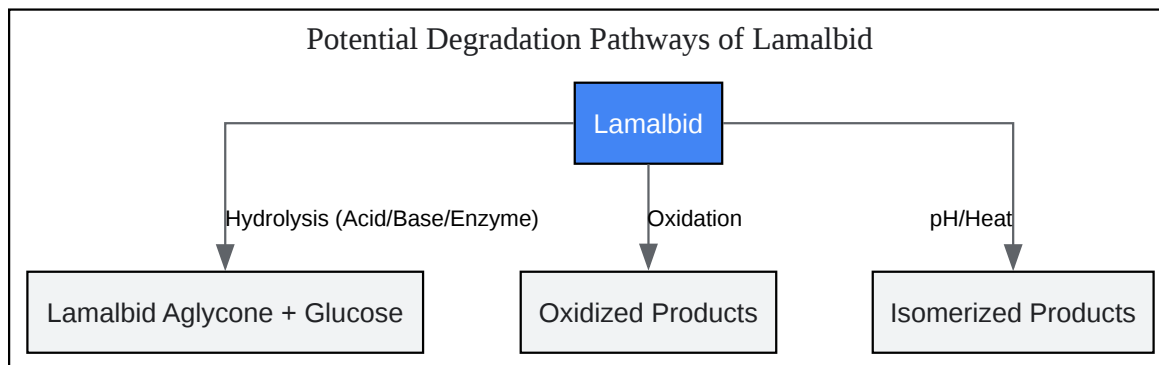 Potential Degradation Pathways of Lamalbid
Lamalbid
Hydrolysis (Acid/Base/Enzyme)
Oxidation
pH/Heat
Lamalbid Aglycone + Glucose
Oxidized Products
Isomerized Products